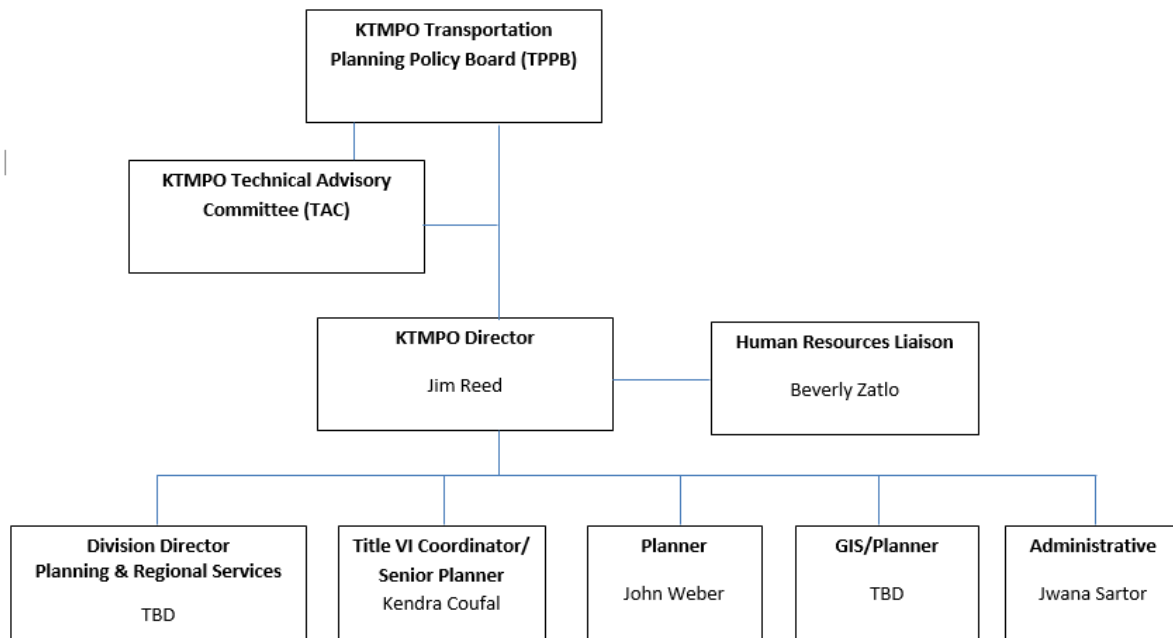 KTMPO Transportation
Planning Policy Board (TPPB)
KTMPO Technical Advisory
Committee (TAC)
KTMPO Director
Jim Reed
Human Resources Liaison
Beverly Zatlo
Division Director
Planning & Regional Services
TBD
Title VI Coordinator/
Senior Planner
Kendra Coufal
Planner
John Weber
GIS/Planner
TBD
Administrative
Jwana Sartor